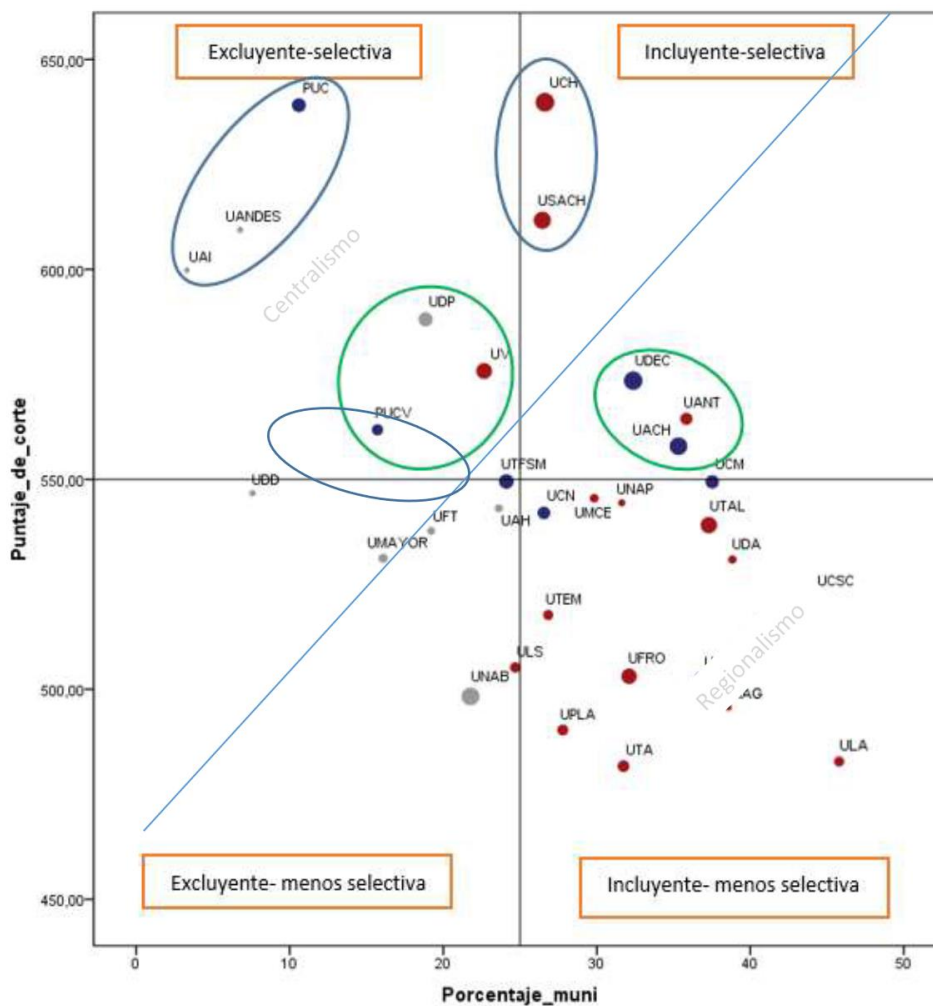 Excluyente-selectiva
Incluyente-selectiva
650,00
PUC
UCH
USACH
UANDES
UAI
600,00
Centralismo
UDP
UV
UDEC
UANT
PUCV
UACH
550,00
UTFSM
UCM
UDD
UCN
UNAP
UFT
UAH
UMCE
UTAL
UMAYOR
UDA
UCSC
UTEM
Regionalismo
ULS
UFRO
UNAB
500,00
UPLA
UTA
ULA
Excluyente- menos selectiva
Incluyente- menos selectiva
450,00
0
10
20
30
40
50
Puntaje_de_corte
Porcentaje_muni